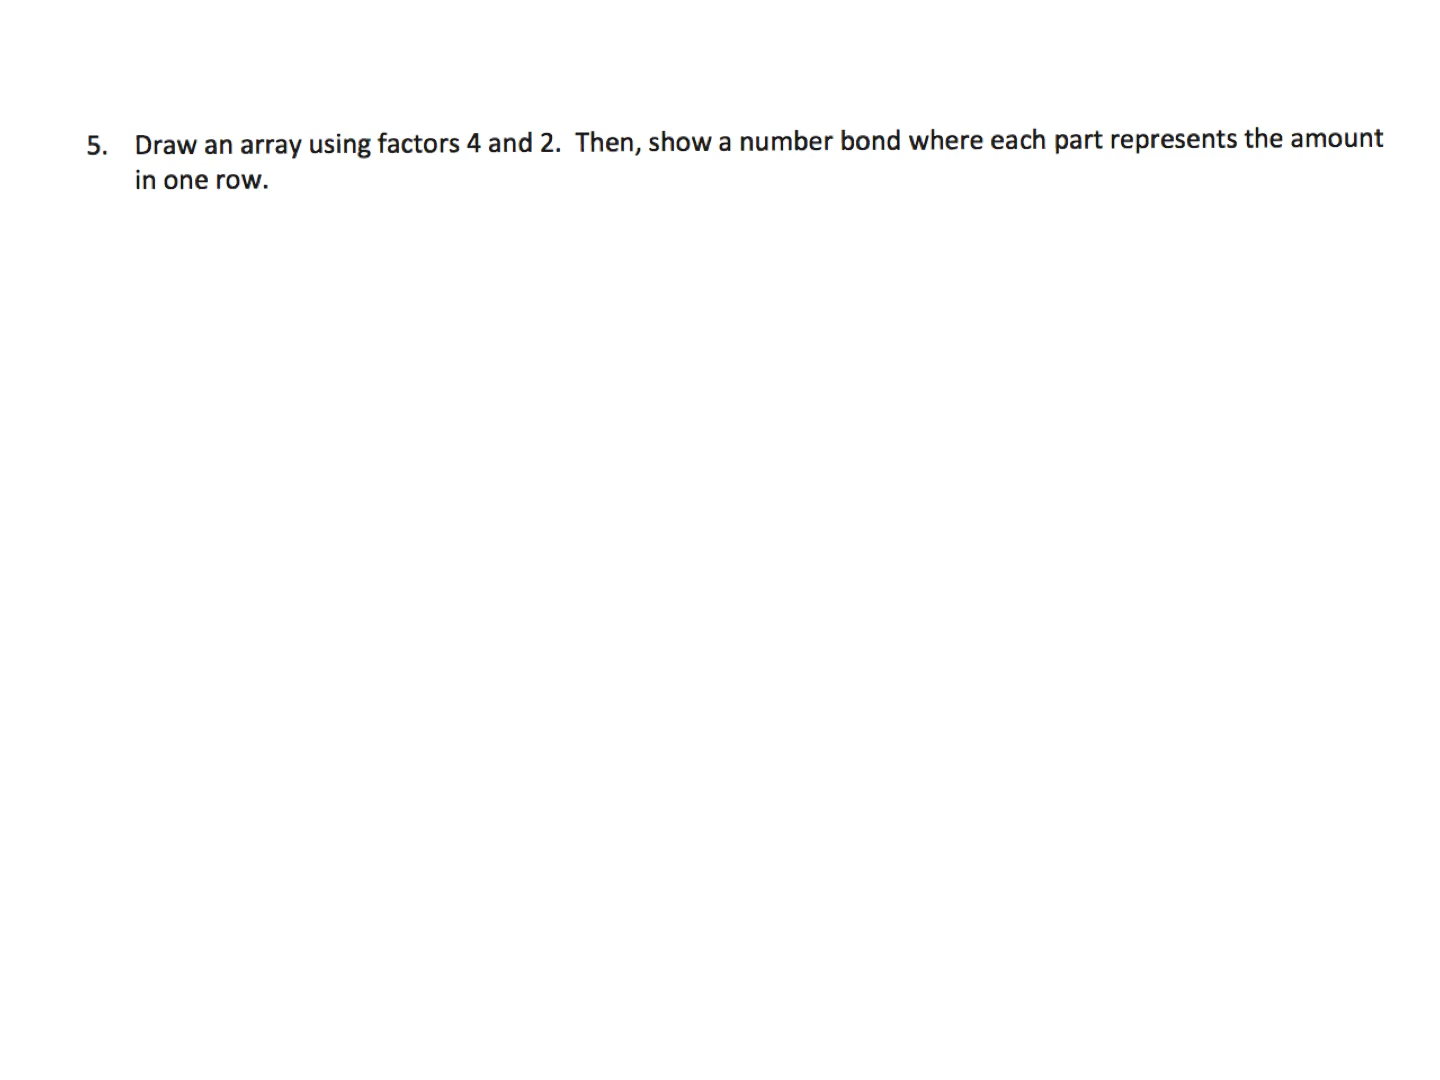 5. Draw an array using factors 4 and 2. Then, show a number bond where each part represents the amount
in one row.